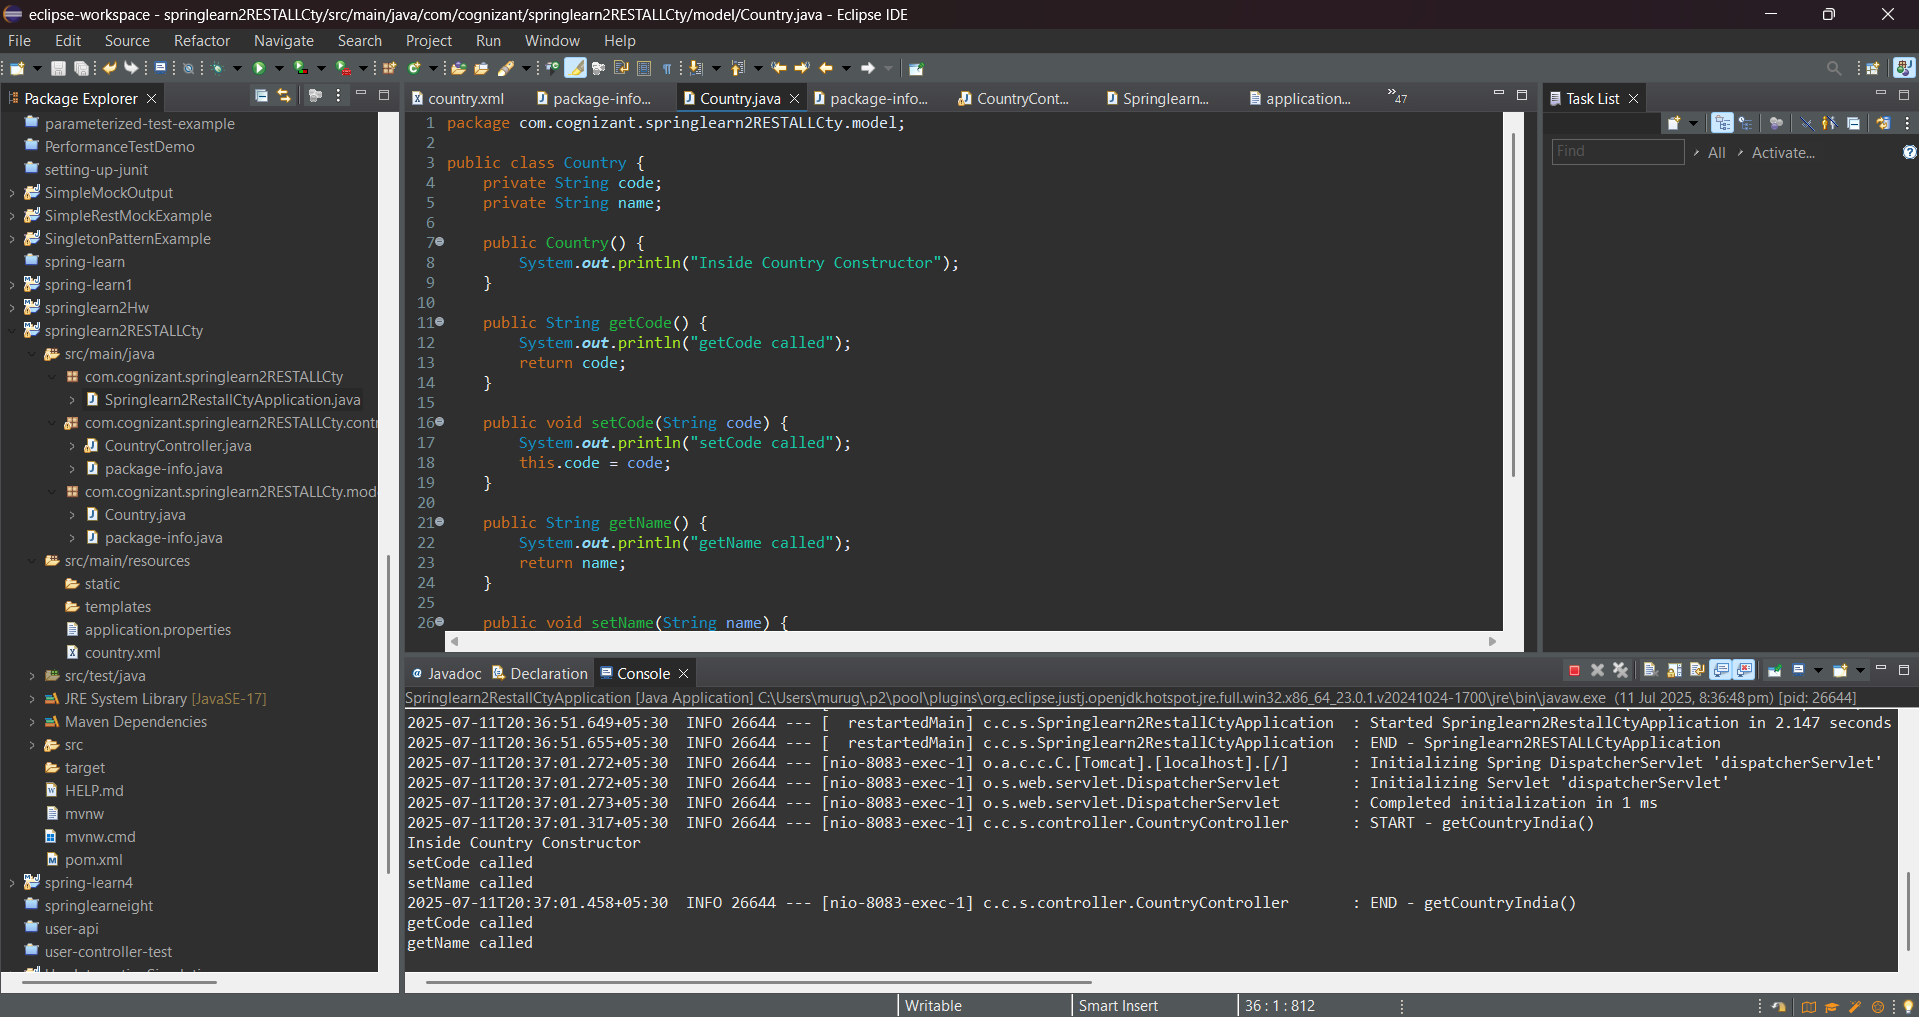 eclipse-workspace - springlearn2RESTALLCty/src/main/java/com/cognizant/springlearn2RESTALLCty/model/Country.java - Eclipse IDE
File Edit Source Refactor Navigate Search Project Run Window Help
Package Explorer
parameterized-test-example
PerformanceTestDemo
setting-up-junit
SimpleMockOutput
SimpleRestMockExample
SingletonPatternExample
spring-learn
spring-learn1
springlearn2Hw
springlearn2RESTALLCty
src/main/java
com.cognizant.springlearn2RESTALLCty
Springlearn2RestallCtyApplication.java
com.cognizant.springlearn2RESTALLCty.contr
CountryController.java
package-info.java
com.cognizant.springlearn2RESTALLCty.mod
Country.java
package-info.java
src/main/resources
static
templates
application.properties
country.xml
src/test/java
JRE System Library [JavaSE-17]
Maven Dependencies
src
target
HELP.md
mvnw
mvnw.cmd
pom.xml
spring-learn4
springlearneight
user-api
user-controller-test
country.xml package-info... Country.java package-info... CountryCont... Springlearn... application... »47
1 package com.cognizant.springlearn2RESTALLCty.model;
2
3 public class Country {
4 private String code;
5 private String name;
6
7 public Country() {
8 System.out.println("Inside Country Constructor");
9 }
10
11 public String getCode() {
12 System.out.println("getCode called");
13 return code;
14 }
15
16 public void setCode(String code) {
17 System.out.println("setCode called");
18 this.code = code;
19 }
20
21 public String getName() {
22 System.out.println("getName called");
23 return name;
24 }
25
26 public void setName(String name) {
Task List
Find All Activate...
Javadoc Declaration Console
Springlearn2RestallCtyApplication [Java Application] C:\Users\murug\.p2\pool\plugins\org.eclipse.justj.openjdk.hotspot.jre.full.win32.x86_64_23.0.1.v20241024-1700\jre\bin\javaw.exe (11 Jul 2025, 8:36:48 pm) [pid: 26644]
2025-07-11T20:36:51.649+05:30 INFO 26644 --- [ restartedMain] c.c.s.Springlearn2RestallCtyApplication : Started Springlearn2RestallCtyApplication in 2.147 seconds
2025-07-11T20:36:51.655+05:30 INFO 26644 --- [ restartedMain] c.c.s.Springlearn2RestallCtyApplication : END - Springlearn2RESTALLCtyApplication
2025-07-11T20:37:01.272+05:30 INFO 26644 --- [nio-8083-exec-1] o.a.c.c.C.[Tomcat].[localhost].[/] : Initializing Spring DispatcherServlet 'dispatcherServlet'
2025-07-11T20:37:01.272+05:30 INFO 26644 --- [nio-8083-exec-1] o.s.web.servlet.DispatcherServlet : Initializing Servlet 'dispatcherServlet'
2025-07-11T20:37:01.273+05:30 INFO 26644 --- [nio-8083-exec-1] o.s.web.servlet.DispatcherServlet : Completed initialization in 1 ms
2025-07-11T20:37:01.317+05:30 INFO 26644 --- [nio-8083-exec-1] c.c.s.controller.CountryController : START - getCountryIndia()
Inside Country Constructor
setCode called
setName called
2025-07-11T20:37:01.458+05:30 INFO 26644 --- [nio-8083-exec-1] c.c.s.controller.CountryController : END - getCountryIndia()
getCode called
getName called
Writable Smart Insert 36 : 1 : 812